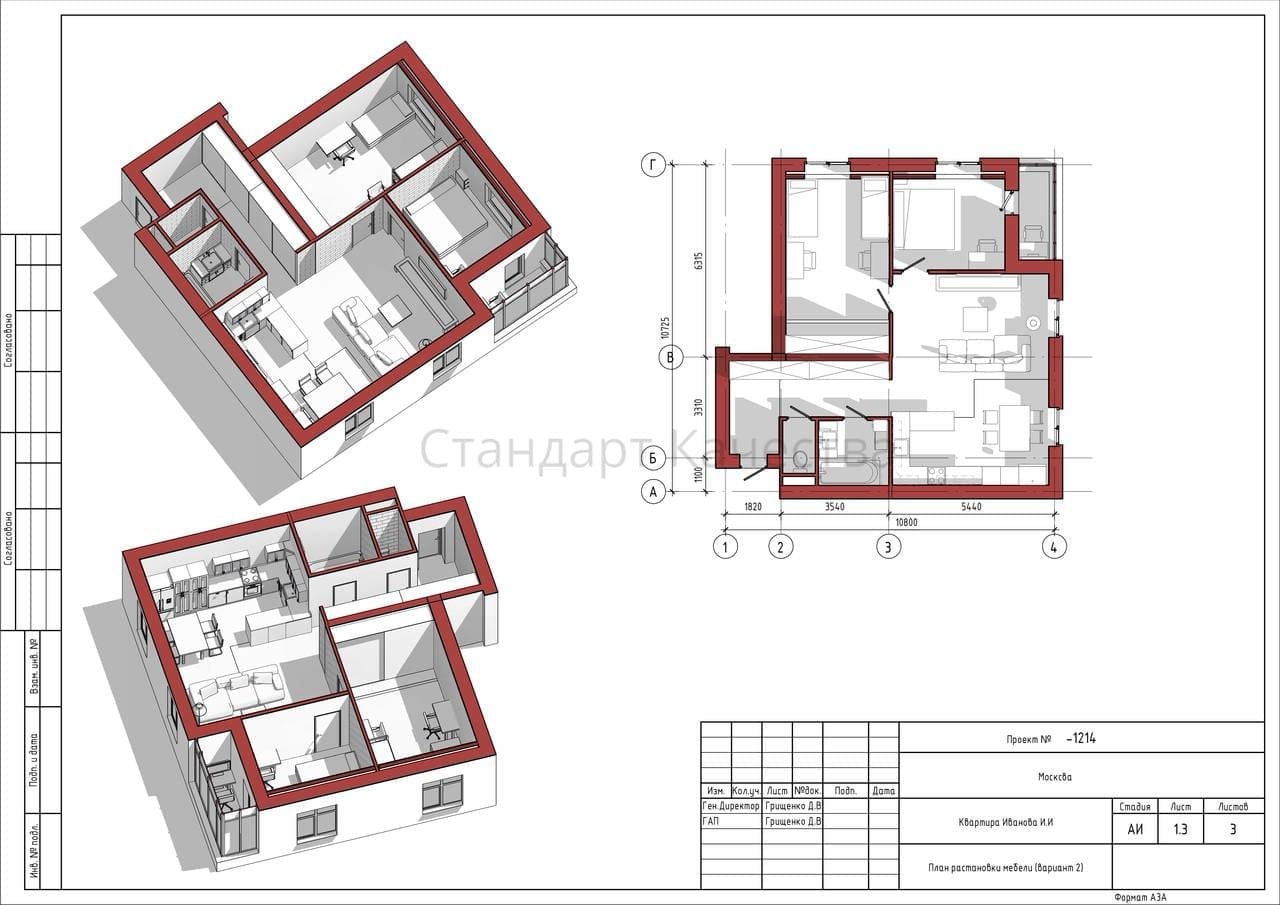 Согласовано
Согласовано
Взам. инв. №
Подп. и дата
Инв. № подл.
Стандарт Качества
Г
В
Б
А
6315
10725
3310
1100
1820
3540
5440
10800
1
2
3
4
Проект № -1214
Москсва
Изм. Кол.уч. Лист №док. Подп. Дата
Ген.Директор Грищенко Д.В
ГАП Грищенко Д.В
Квартира Иванова И.И
Стадия Лист Листов
АИ 1.3 3
План растановки мебели (вариант 2)
Формат А3А